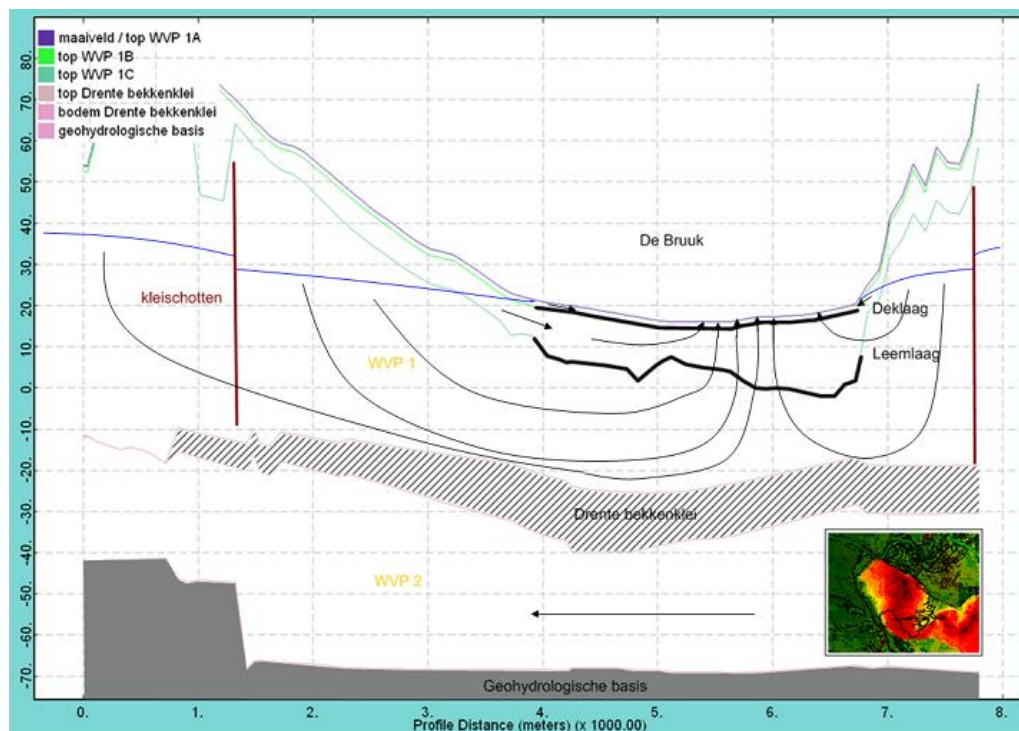 maaiveld / top WVP 1A
top WVP 1B
top WVP 1C
top Drente bekkenklei
bodem Drente bekkenklei
geohydrologische basis
80.
70.
60.
50.
40.
30.
20.
10.
0.
-10.
-20.
-30.
-40.
-50.
-60.
-70.
De Bruuk
kleischotten
Deklaag
Leemlaag
WVP 1
Drente bekkenklei
WVP 2
Geohydrologische basis
0. 1. 2. 3. 4. 5. 6. 7. 8.
Profile Distance (meters) (x 1000.00)